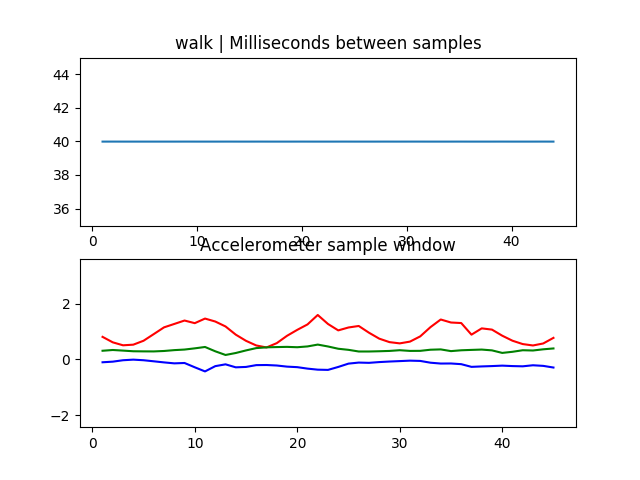 walk | Milliseconds between samples
44
42
40
38
36
0 10 20 30 40
Accelerometer sample window
2
0
−2
0 10 20 30 40